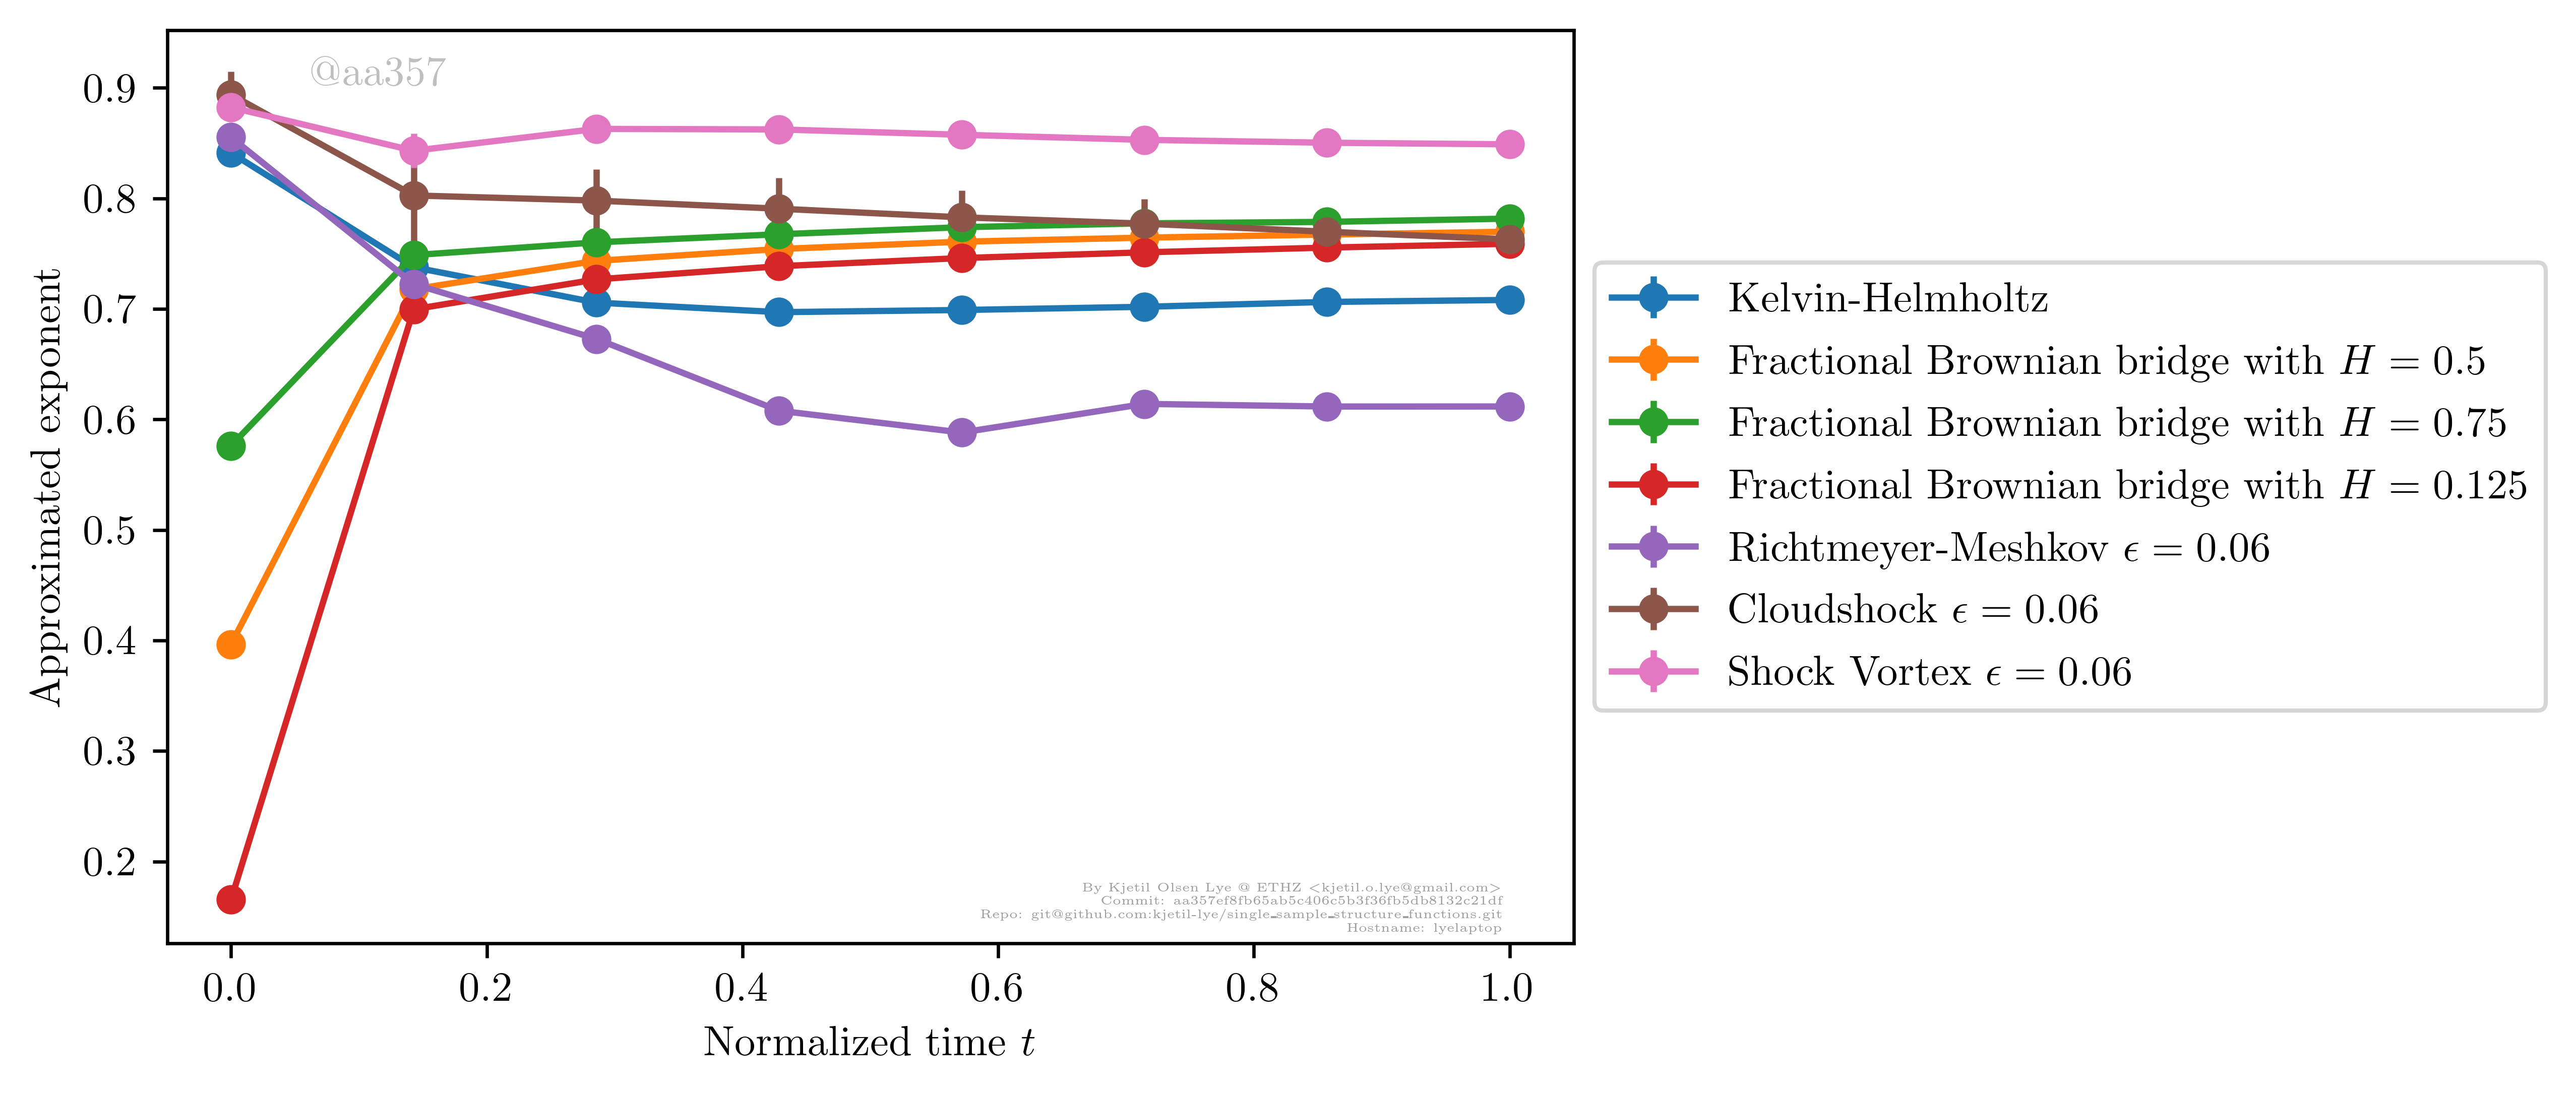 @aa357
0.9
0.8
0.7
0.6
0.5
0.4
0.3
0.2
Approximated exponent
0.0 0.2 0.4 0.6 0.8 1.0
Normalized time t
Kelvin-Helmholtz
Fractional Brownian bridge with H = 0.5
Fractional Brownian bridge with H = 0.75
Fractional Brownian bridge with H = 0.125
Richtmeyer-Meshkov ϵ = 0.06
Cloudshock ϵ = 0.06
Shock Vortex ϵ = 0.06
By Kjetil Olsen Lye @ ETHZ <kjetil.o.lye@gmail.com>
Commit: aa357ef8fb65ab5c406c5b3f36fb5db8132c21df
Repo: git@github.com:kjetil-lye/single_sample_structure_functions.git
Hostname: lyelaptop